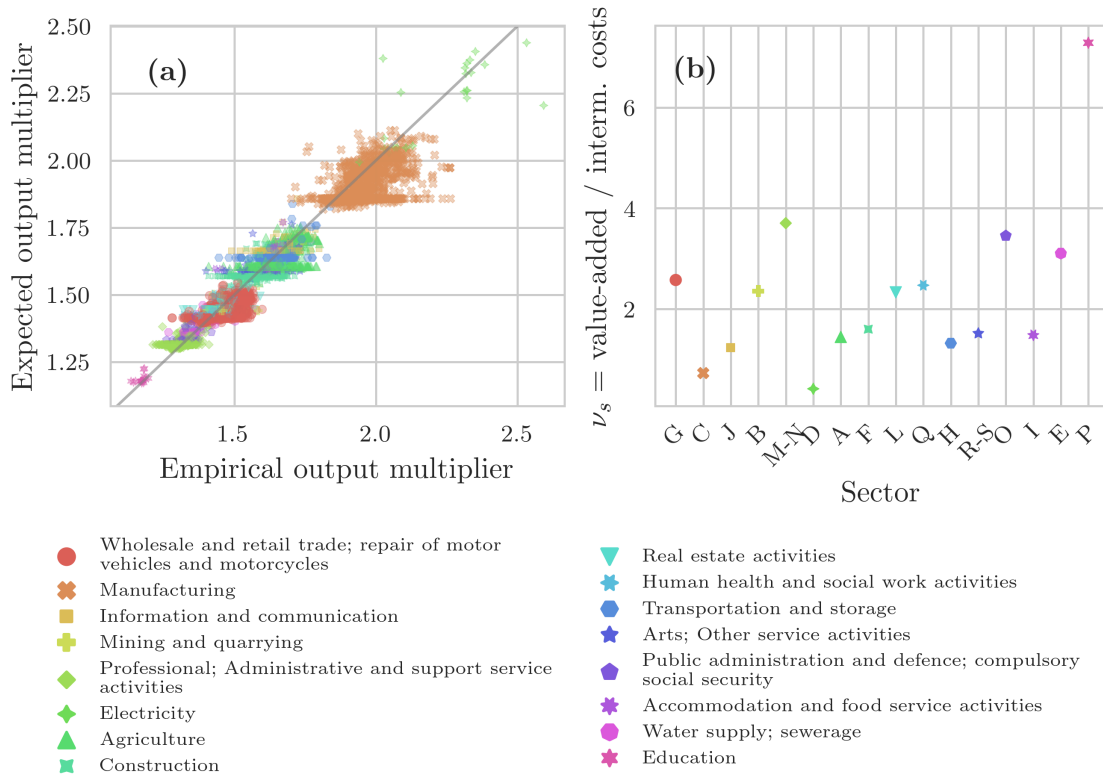 (a)
Expected output multiplier
2.50
2.25
2.00
1.75
1.50
1.25
1.5
2.0
2.5
Empirical output multiplier
(b)
ν_s = value-added / interm. costs
6
4
2
G
C
J
B
M-N
D
A
F
L
Q
H
R-S
O
I
E
P
Sector
Wholesale and retail trade; repair of motor
vehicles and motorcycles
Manufacturing
Information and communication
Mining and quarrying
Professional; Administrative and support service
activities
Electricity
Agriculture
Construction
Real estate activities
Human health and social work activities
Transportation and storage
Arts; Other service activities
Public administration and defence; compulsory
social security
Accommodation and food service activities
Water supply; sewerage
Education